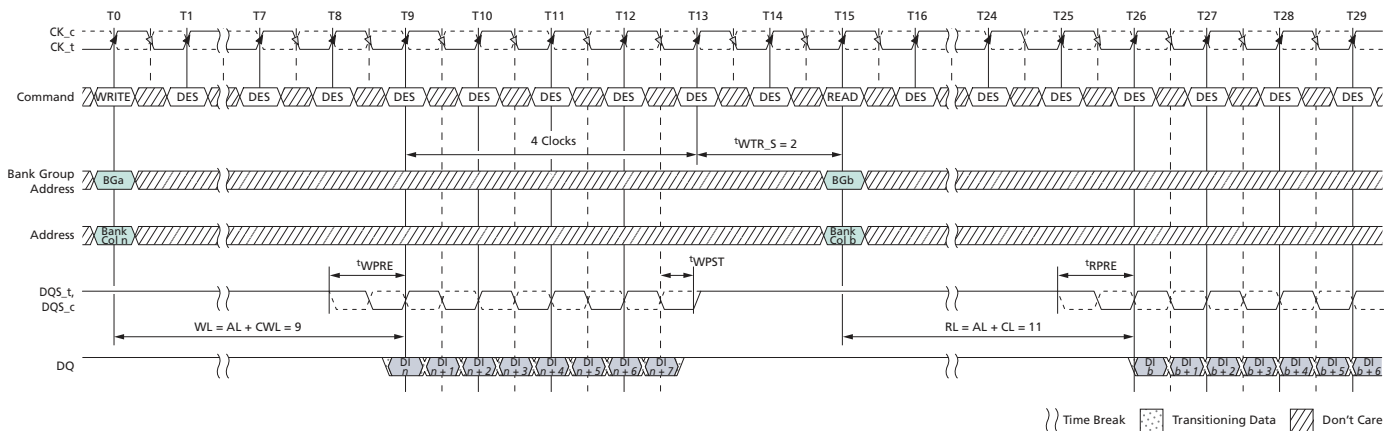 T0 T1 T7 T8 T9 T10 T11 T12 T13 T14 T15 T16 T24 T25 T26 T27 T28 T29
CK_c
CK_t
Command WRITE DES DES DES DES DES DES DES DES DES READ DES DES DES DES DES DES DES
4 Clocks tWTR_S = 2
Bank Group
Address
BGa BGb
Address
Bank
Col n
Bank
Col b
tWPRE tWPST tRPRE
DQS_t,
DQS_c
WL = AL + CWL = 9 RL = AL + CL = 11
DQ
DI DI DI DI DI DI DI DI DI DI DI DI DI DI DI
n n + 1 n + 2 n + 3 n + 4 n + 5 n + 6 n + 7 b b + 1 b + 2 b + 3 b + 4 b + 5 b + 6
Time Break Transitioning Data Don't Care